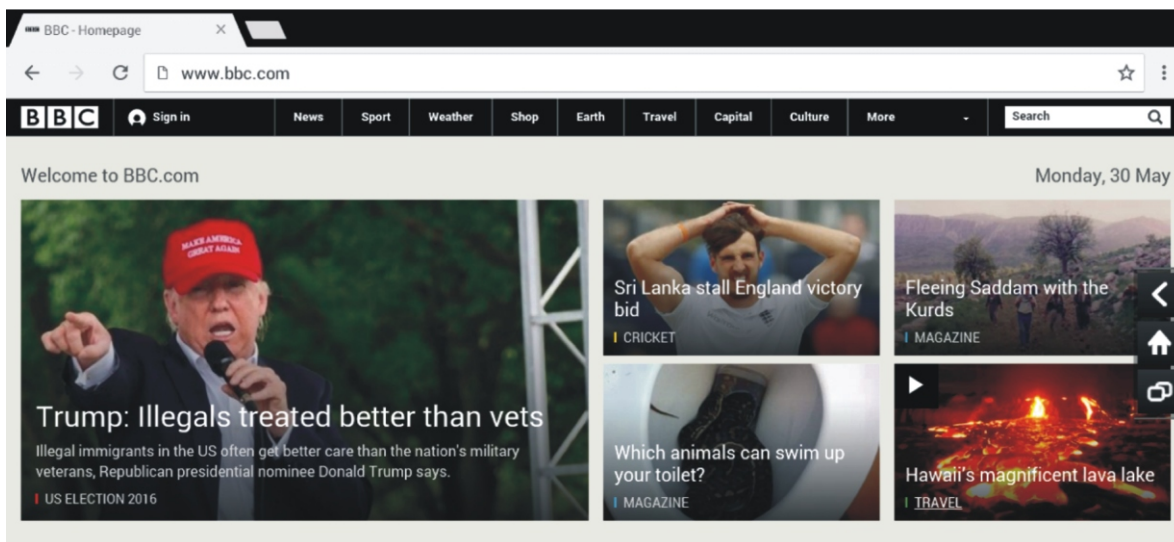 BBC - Homepage
www.bbc.com
BBC Sign in News Sport Weather Shop Earth Travel Capital Culture More Search
Welcome to BBC.com
Monday, 30 May
MAKE AMERICA
GREAT AGAIN
Trump: Illegals treated better than vets
Illegal immigrants in the US often get better care than the nation's military
veterans, Republican presidential nominee Donald Trump says.
US ELECTION 2016
Sri Lanka stall England victory
bid
CRICKET
Fleeing Saddam with the
Kurds
MAGAZINE
Which animals can swim up
your toilet?
MAGAZINE
Hawaii's magnificent lava lake
TRAVEL